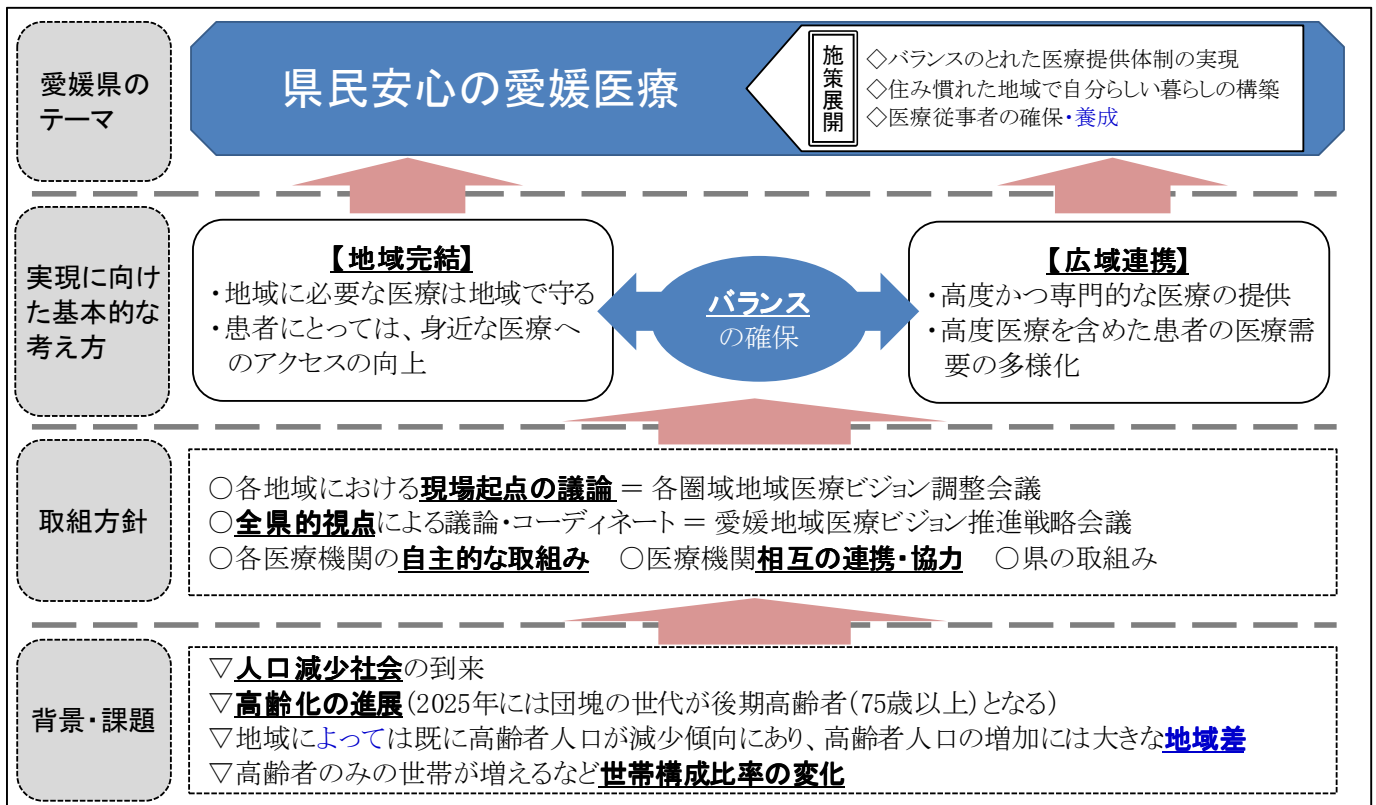 愛媛県の
テーマ
県民安心の愛媛医療
施策展開
◇バランスのとれた医療提供体制の実現
◇住み慣れた地域で自分らしい暮らしの構築
◇医療従事者の確保・養成
実現に向け
た基本的な
考え方
【地域完結】
・地域に必要な医療は地域で守る
・患者にとっては、身近な医療へ
のアクセスの向上
バランス
の確保
【広域連携】
・高度かつ専門的な医療の提供
・高度医療を含めた患者の医療需
要の多様化
取組方針
○各地域における現場起点の議論 = 各圏域地域医療ビジョン調整会議
○全県的視点による議論・コーディネート = 愛媛地域医療ビジョン推進戦略会議
○各医療機関の自主的な取組み ○医療機関相互の連携・協力 ○県の取組み
背景・課題
▽人口減少社会の到来
▽高齢化の進展(2025年には団塊の世代が後期高齢者(75歳以上)となる)
▽地域によっては既に高齢者人口が減少傾向にあり、高齢者人口の増加には大きな地域差
▽高齢者のみの世帯が増えるなど世帯構成比率の変化